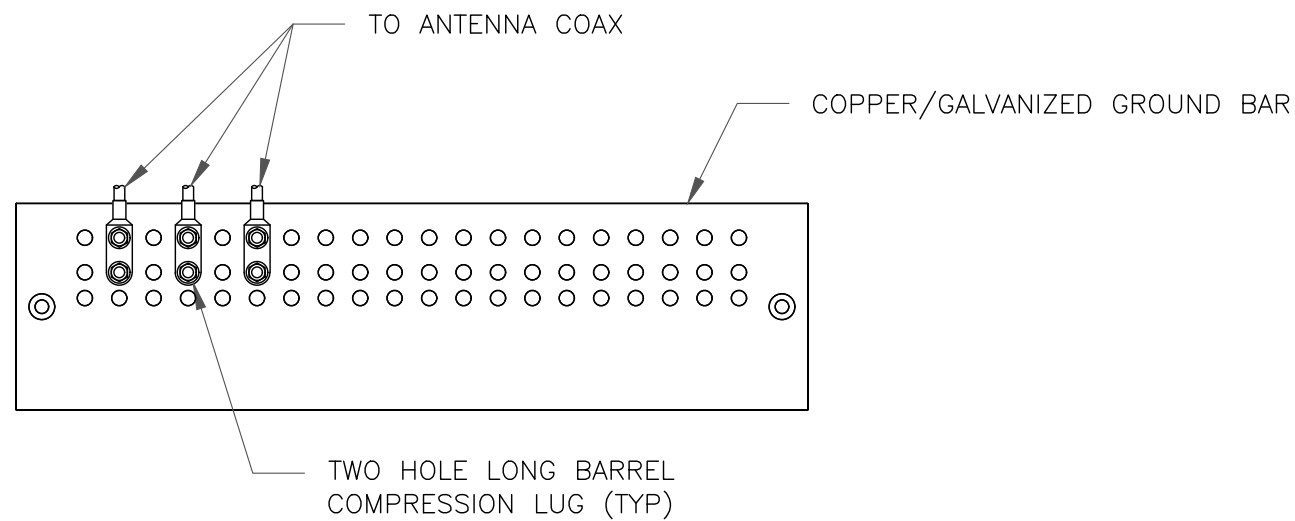 TO ANTENNA COAX
COPPER/GALVANIZED GROUND BAR
TWO HOLE LONG BARREL
COMPRESSION LUG (TYP)